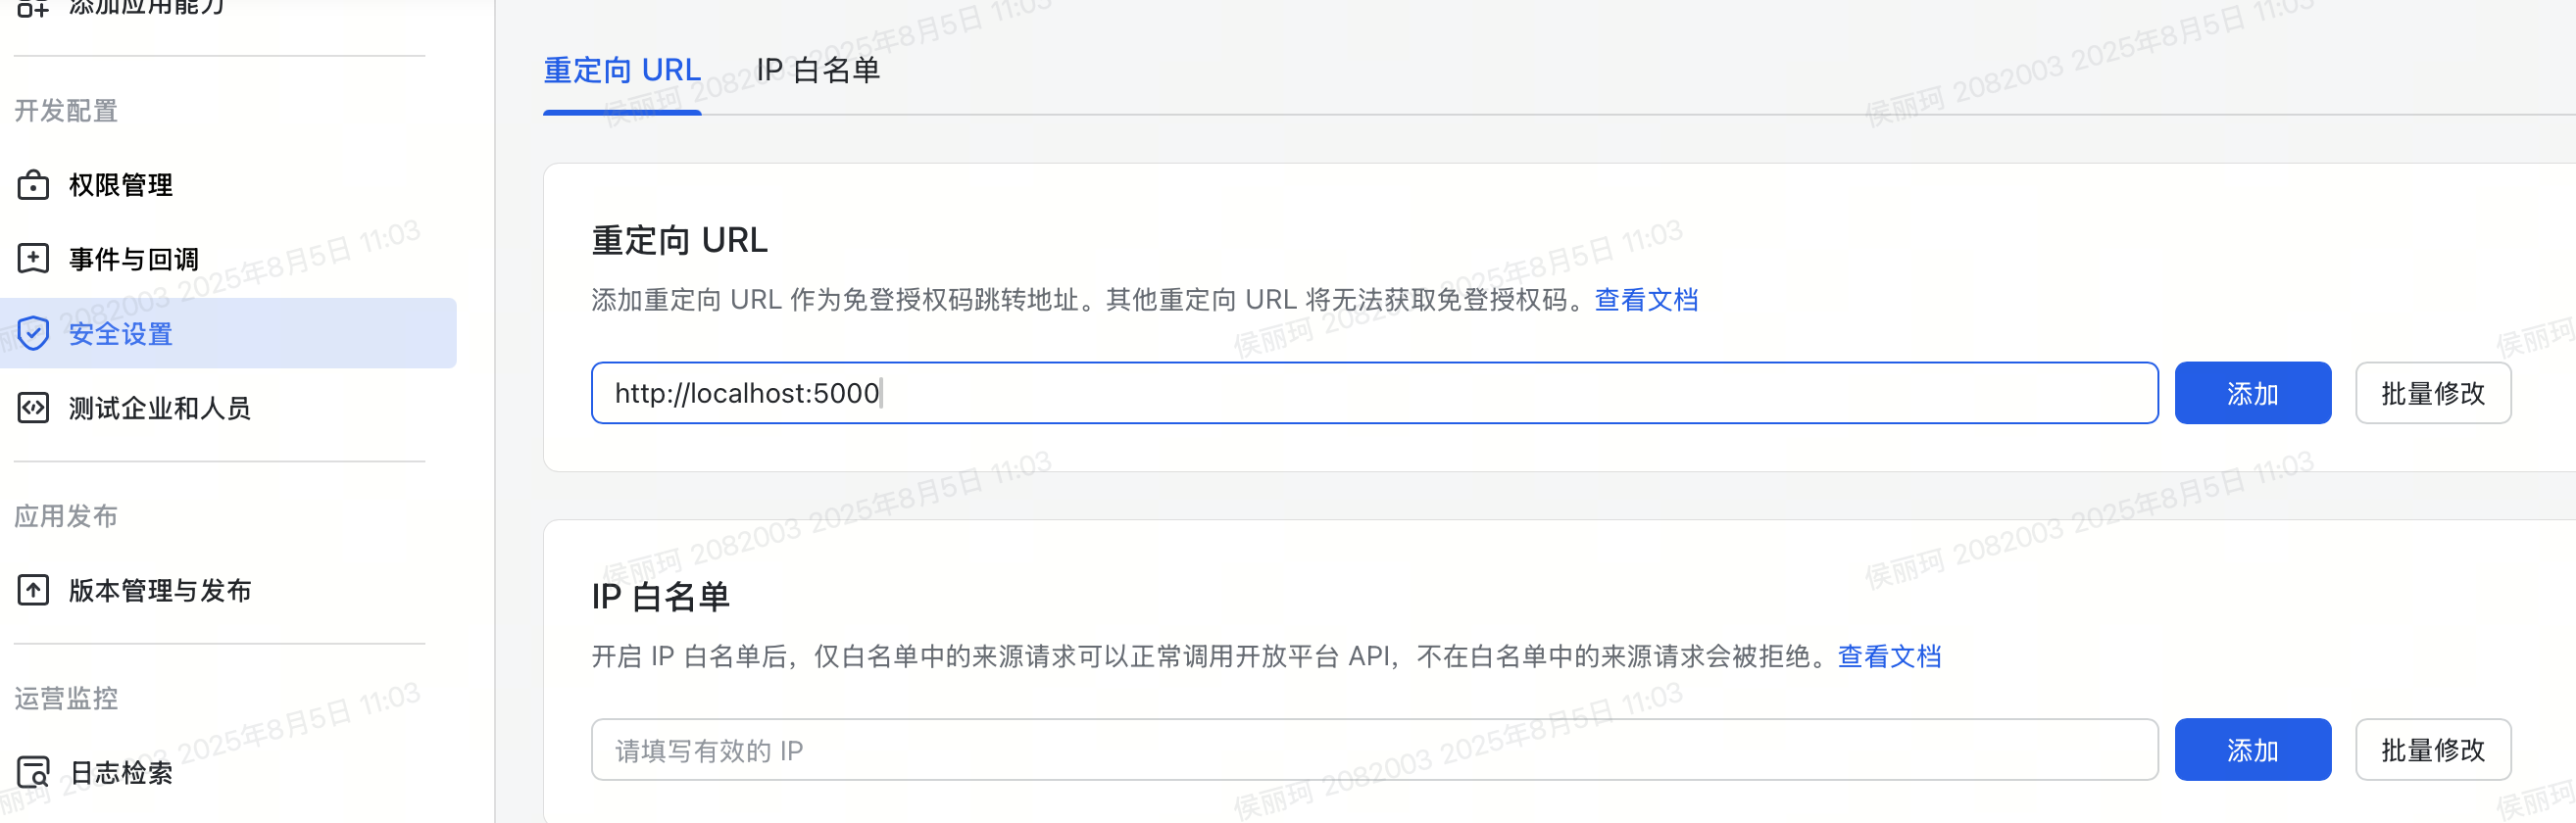 添加应用能力
开发配置
权限管理
事件与回调
安全设置
测试企业和人员
应用发布
版本管理与发布
运营监控
日志检索
重定向 URL
IP 白名单
重定向 URL
添加重定向 URL 作为免登授权码跳转地址。其他重定向 URL 将无法获取免登授权码。查看文档
http://localhost:5000
添加
批量修改
IP 白名单
开启 IP 白名单后，仅白名单中的来源请求可以正常调用开放平台 API，不在白名单中的来源请求会被拒绝。查看文档
请填写有效的 IP
添加
批量修改
侯丽珂 2082003 2025年8月5日 11:03